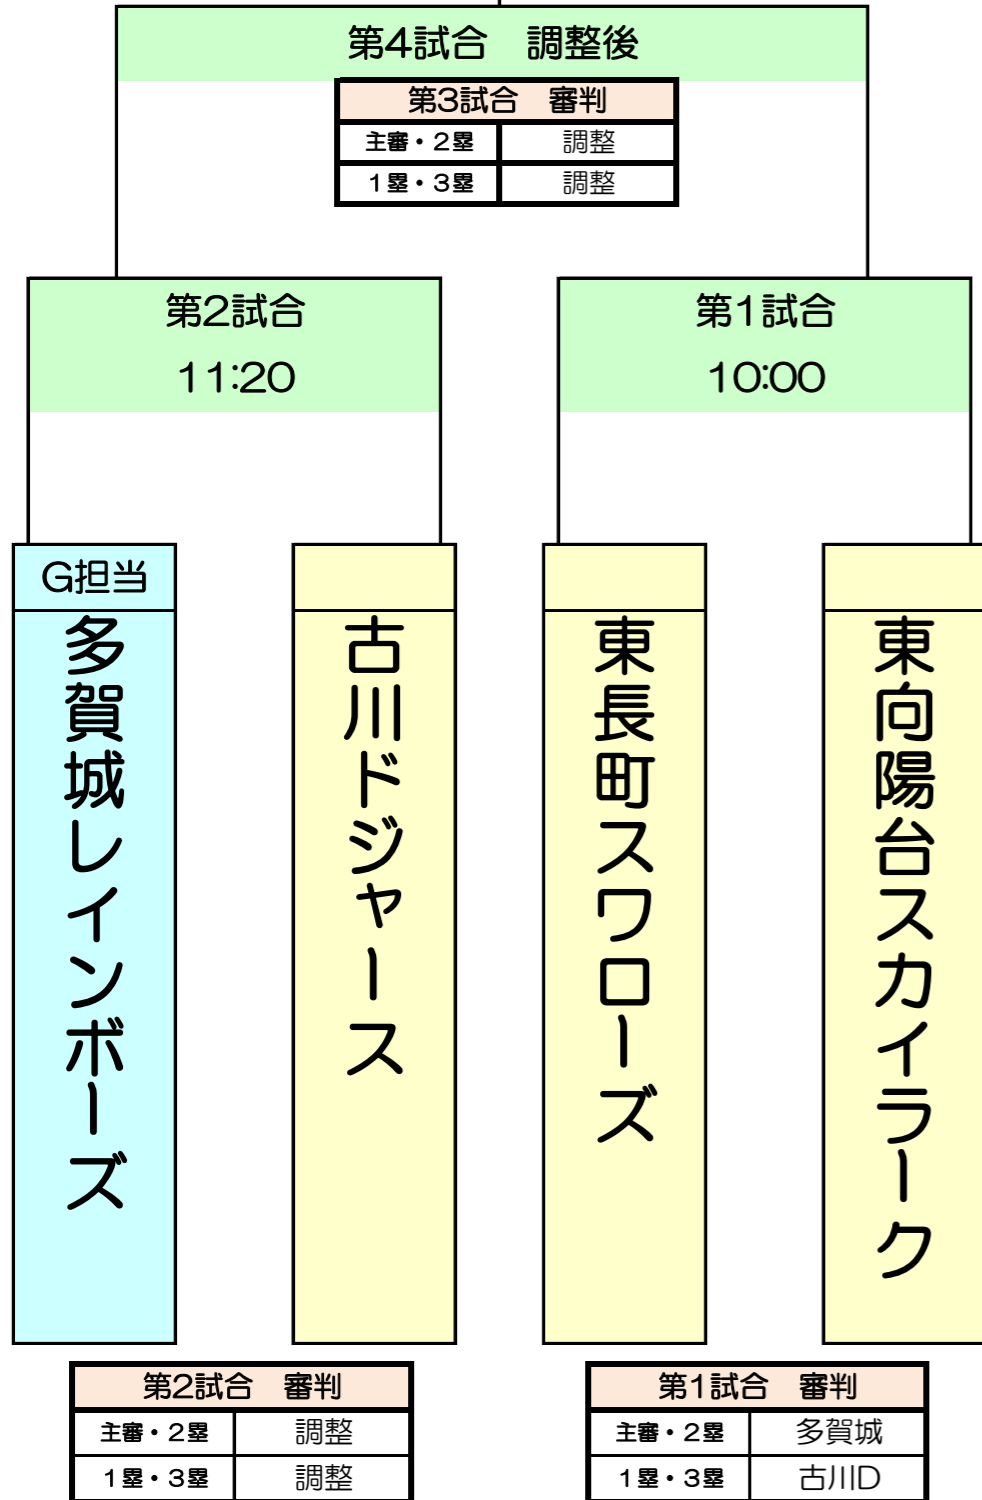 第4試合　調整後
第3試合　審判
主審・2塁　調整
1塁・3塁　調整
第2試合
11:20
第1試合
10:00
G担当
多賀城レインボーズ
古川ドジャース
東長町スワローズ
東向陽台スカイラーク
第2試合　審判
主審・2塁　調整
1塁・3塁　調整
第1試合　審判
主審・2塁　多賀城
1塁・3塁　古川D